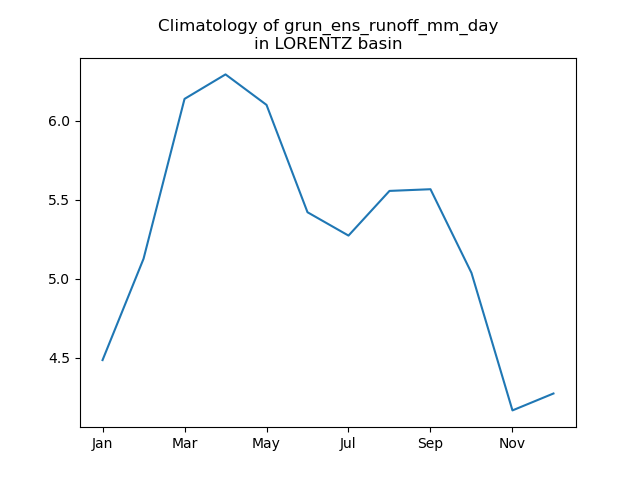 Climatology of grun_ens_runoff_mm_day
in LORENTZ basin
6.0
5.5
5.0
4.5
Jan
Mar
May
Jul
Sep
Nov